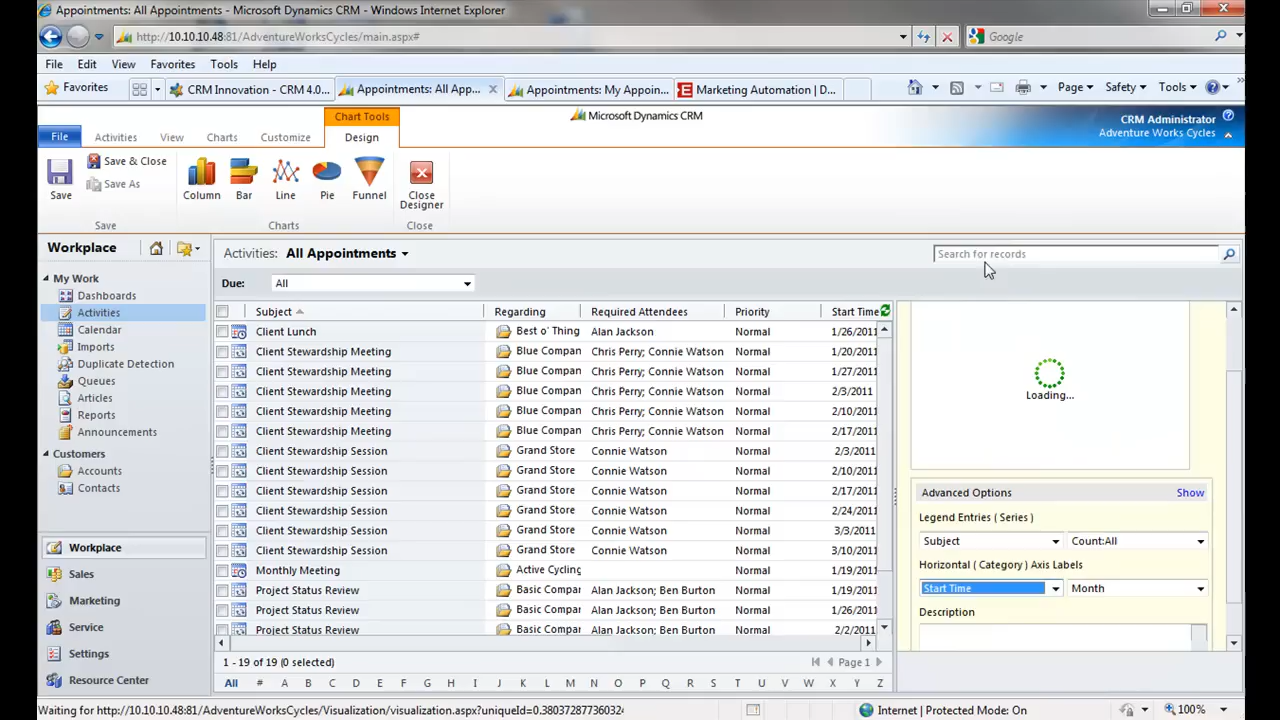 Appointments: All Appointments - Microsoft Dynamics CRM - Windows Internet Explorer
http://10.10.10.48:81/AdventureWorksCycles/main.aspx#
Google
File Edit View Favorites Tools Help
Favorites
CRM Innovation - CRM 4.0...
Appointments: All App...
Appointments: My Appoin...
Marketing Automation | D...
Page Safety Tools
Chart Tools
Microsoft Dynamics CRM
CRM Administrator
Adventure Works Cycles
File Activities View Charts Customize Design
Save
Save & Close
Save As
Column Bar Line Pie Funnel
Close Designer
Save Charts Close
Workplace
My Work
Dashboards
Activities
Calendar
Imports
Duplicate Detection
Queues
Articles
Reports
Announcements
Customers
Accounts
Contacts
Workplace
Sales
Marketing
Service
Settings
Resource Center
Activities: All Appointments
Search for records
Due: All
Subject Regarding Required Attendees Priority Start Time
Client Lunch Best o' Thing Alan Jackson Normal 1/26/2011
Client Stewardship Meeting Blue Compan Chris Perry; Connie Watson Normal 1/20/2011
Client Stewardship Meeting Blue Compan Chris Perry; Connie Watson Normal 1/27/2011
Client Stewardship Meeting Blue Compan Chris Perry; Connie Watson Normal 2/3/2011
Client Stewardship Meeting Blue Compan Chris Perry; Connie Watson Normal 2/10/2011
Client Stewardship Meeting Blue Compan Chris Perry; Connie Watson Normal 2/17/2011
Client Stewardship Session Grand Store Connie Watson Normal 2/3/2011
Client Stewardship Session Grand Store Connie Watson Normal 2/10/2011
Client Stewardship Session Grand Store Connie Watson Normal 2/17/2011
Client Stewardship Session Grand Store Connie Watson Normal 2/24/2011
Client Stewardship Session Grand Store Connie Watson Normal 3/3/2011
Client Stewardship Session Grand Store Connie Watson Normal 3/10/2011
Monthly Meeting Active Cycling Normal 1/19/2011
Project Status Review Basic Compar Alan Jackson; Ben Burton Normal 1/19/2011
Project Status Review Basic Compar Alan Jackson; Ben Burton Normal 1/26/2011
Project Status Review Basic Compar Alan Jackson; Ben Burton Normal 2/2/2011
1 - 19 of 19 (0 selected)
Page 1
All # A B C D E F G H I J K L M N O P Q R S T U V W X Y Z
Loading...
Advanced Options Show
Legend Entries ( Series )
Subject Count:All
Horizontal ( Category ) Axis Labels
Start Time Month
Description
Waiting for http://10.10.10.48:81/AdventureWorksCycles/Visualization/visualization.aspx?uniqueId=0.380372877360324
Internet | Protected Mode: On
100%